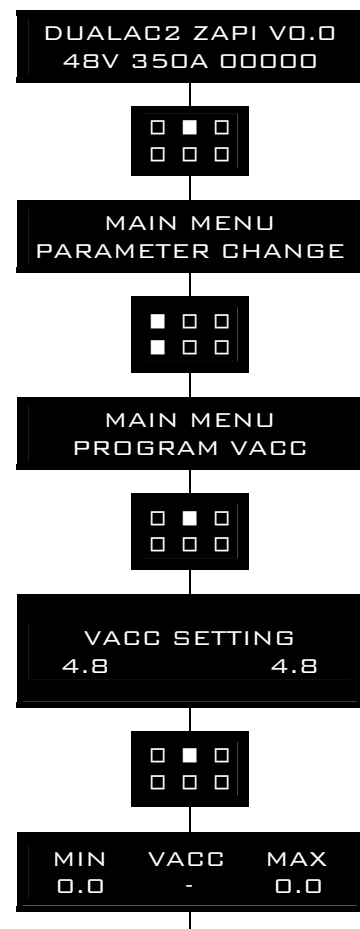 DUALAC2 ZAPI V0.0
48V 350A 00000
MAIN MENU
PARAMETER CHANGE
MAIN MENU
PROGRAM VACC
VACC SETTING
4.8 4.8
MIN VACC MAX
0.0 - 0.0